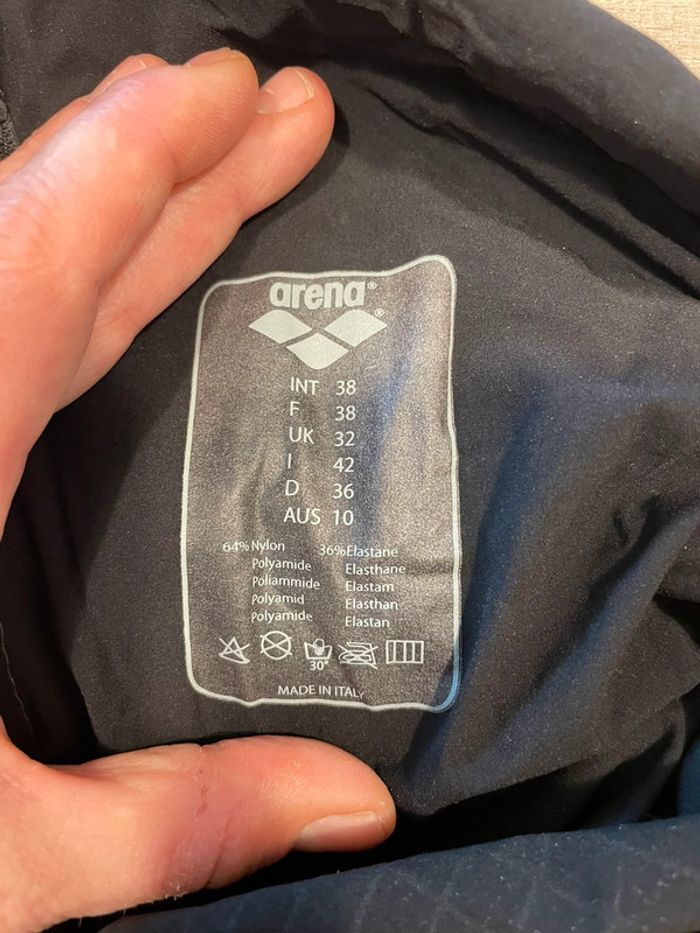 arena®
®
INT 38
F 38
UK 32
I 42
D 36
AUS 10
64% Nylon 36% Elastane
Polyamide Elasthane
Poliammide Elastam
Polyamid Elasthan
Polyamide Elastan
30°
MADE IN ITALY